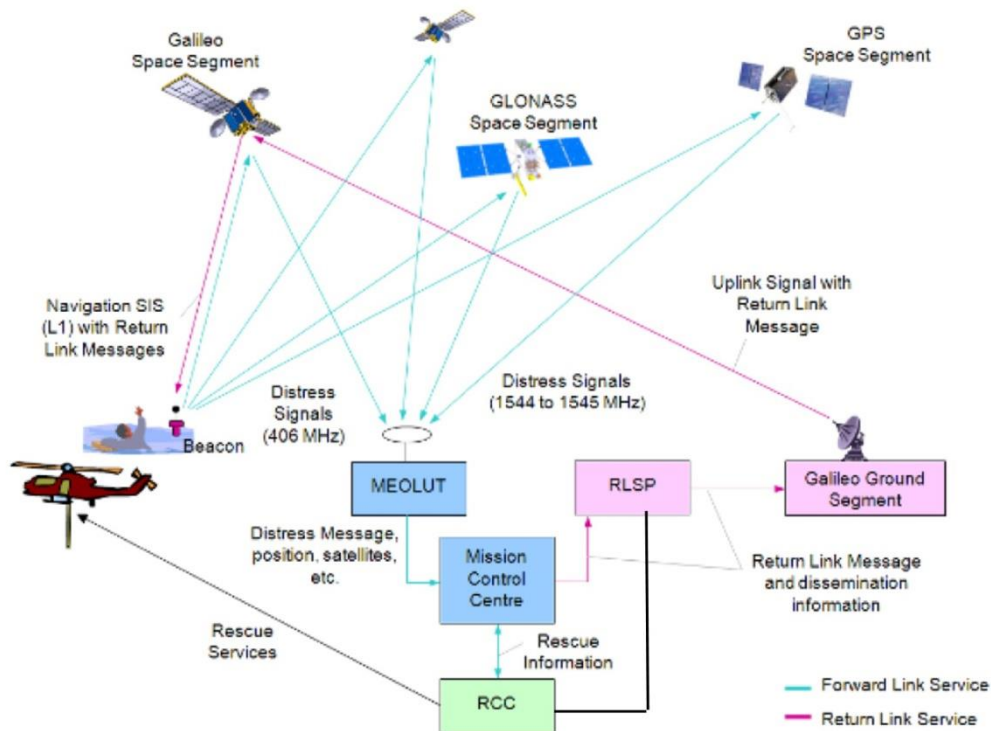 Galileo
Space Segment
GPS
Space Segment
GLONASS
Space Segment
Navigation SIS
(L1) with Return
Link Messages
Uplink Signal with
Return Link
Message
Distress
Signals
(406 MHz)
Distress Signals
(1544 to 1545 MHz)
Beacon
MEOLUT
RLSP
Galileo Ground
Segment
Distress Message,
position, satellites,
etc.
Mission
Control
Centre
Return Link Message
and dissemination
information
Rescue
Services
Rescue
Information
RCC
Forward Link Service
Return Link Service